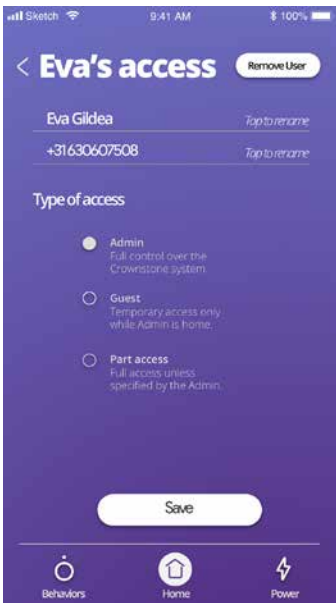 Sketch 9:41 AM 100%
Eva's access Remove User
Eva Gildea Tap to rename
+31630607508 Tap to rename
Type of access
Admin
Full control over the
Crownstone system
Guest
Temporary access only
while Admin is home.
Part access
Full access unless
specified by the Admin.
Save
Behaviors Home Power